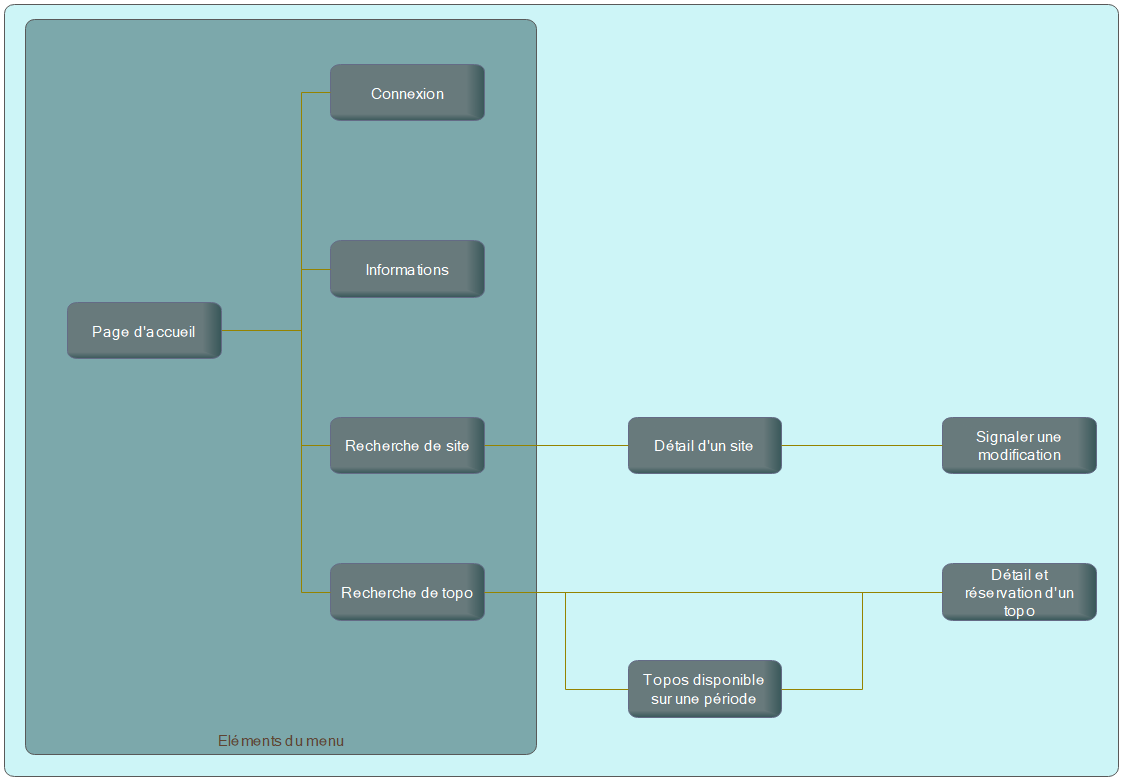 Connexion
Informations
Page d'accueil
Recherche de site
Détail d'un site
Signaler une
modification
Recherche de topo
Détail et
réservation d'un
topo
Topos disponible
sur une période
Eléments du menu